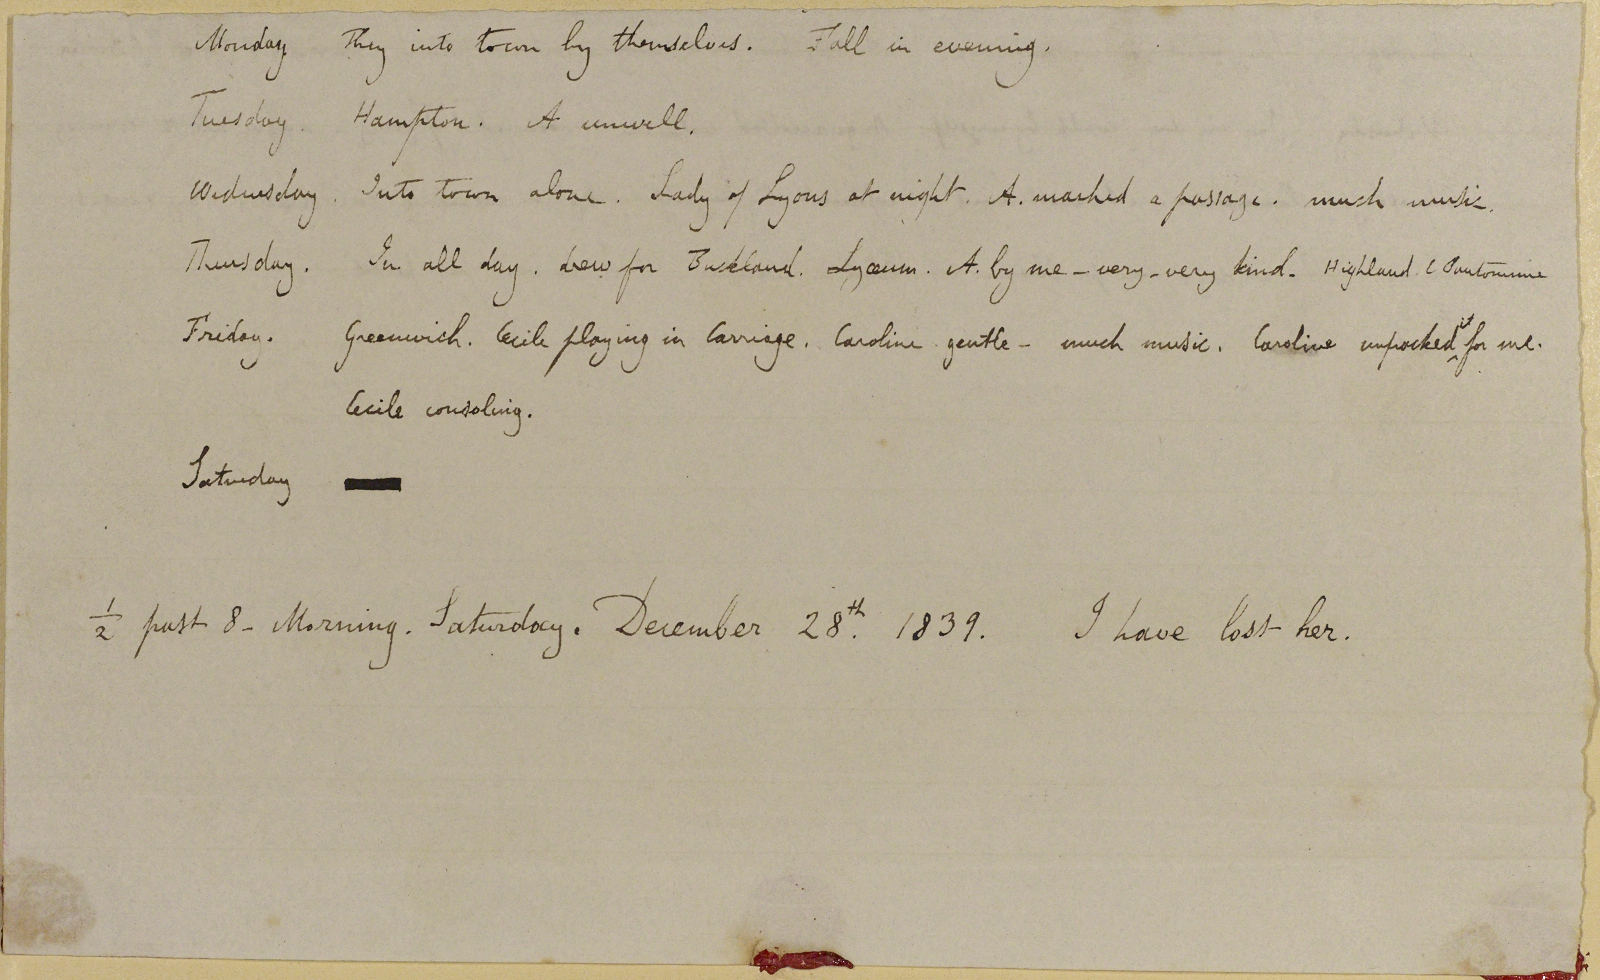 Monday They into town by themselves. Fall in evening.
Tuesday. Hampton. A unwell.
Wednesday. Into town alone. Lady of Lyons at night. A. marked a passage. much music.
Thursday. In all day. drew for Buckland. Lyceum. A. by me - very - very kind. Highland C Pantomime
Friday. Greenwich. Cecile playing in Carriage. Caroline gentle - much music. Caroline unpacked it for me.
Cecile consoling.
Saturday
½ past 8 - Morning. Saturday. December 28th. 1839. I have lost her.